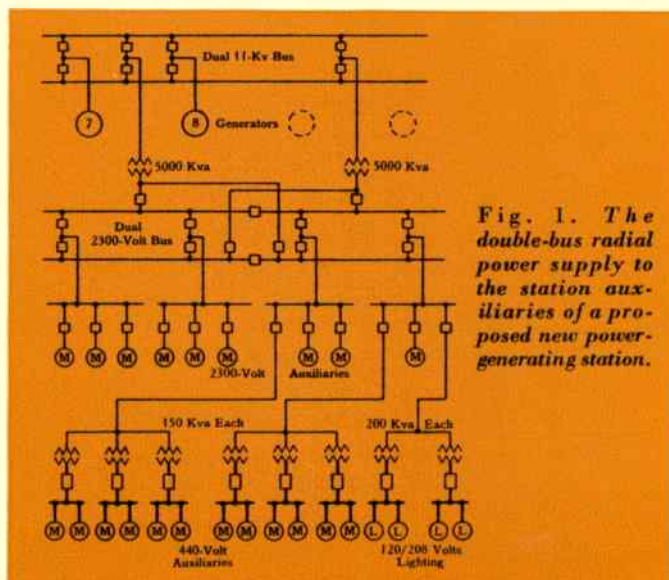 Dual 11-Kv Bus
7
8
Generators
5000 Kva
5000 Kva
Dual
2300-Volt Bus
M M M M M M M M M
2300-Volt Auxiliaries
150 Kva Each
200 Kva Each
M M M M M M M M M M M M L L L L
440-Volt
Auxiliaries
120/208 Volts
Lighting
Fig. 1. The
double-bus radial
power supply to
the station aux-
iliaries of a pro-
posed new power-
generating station.